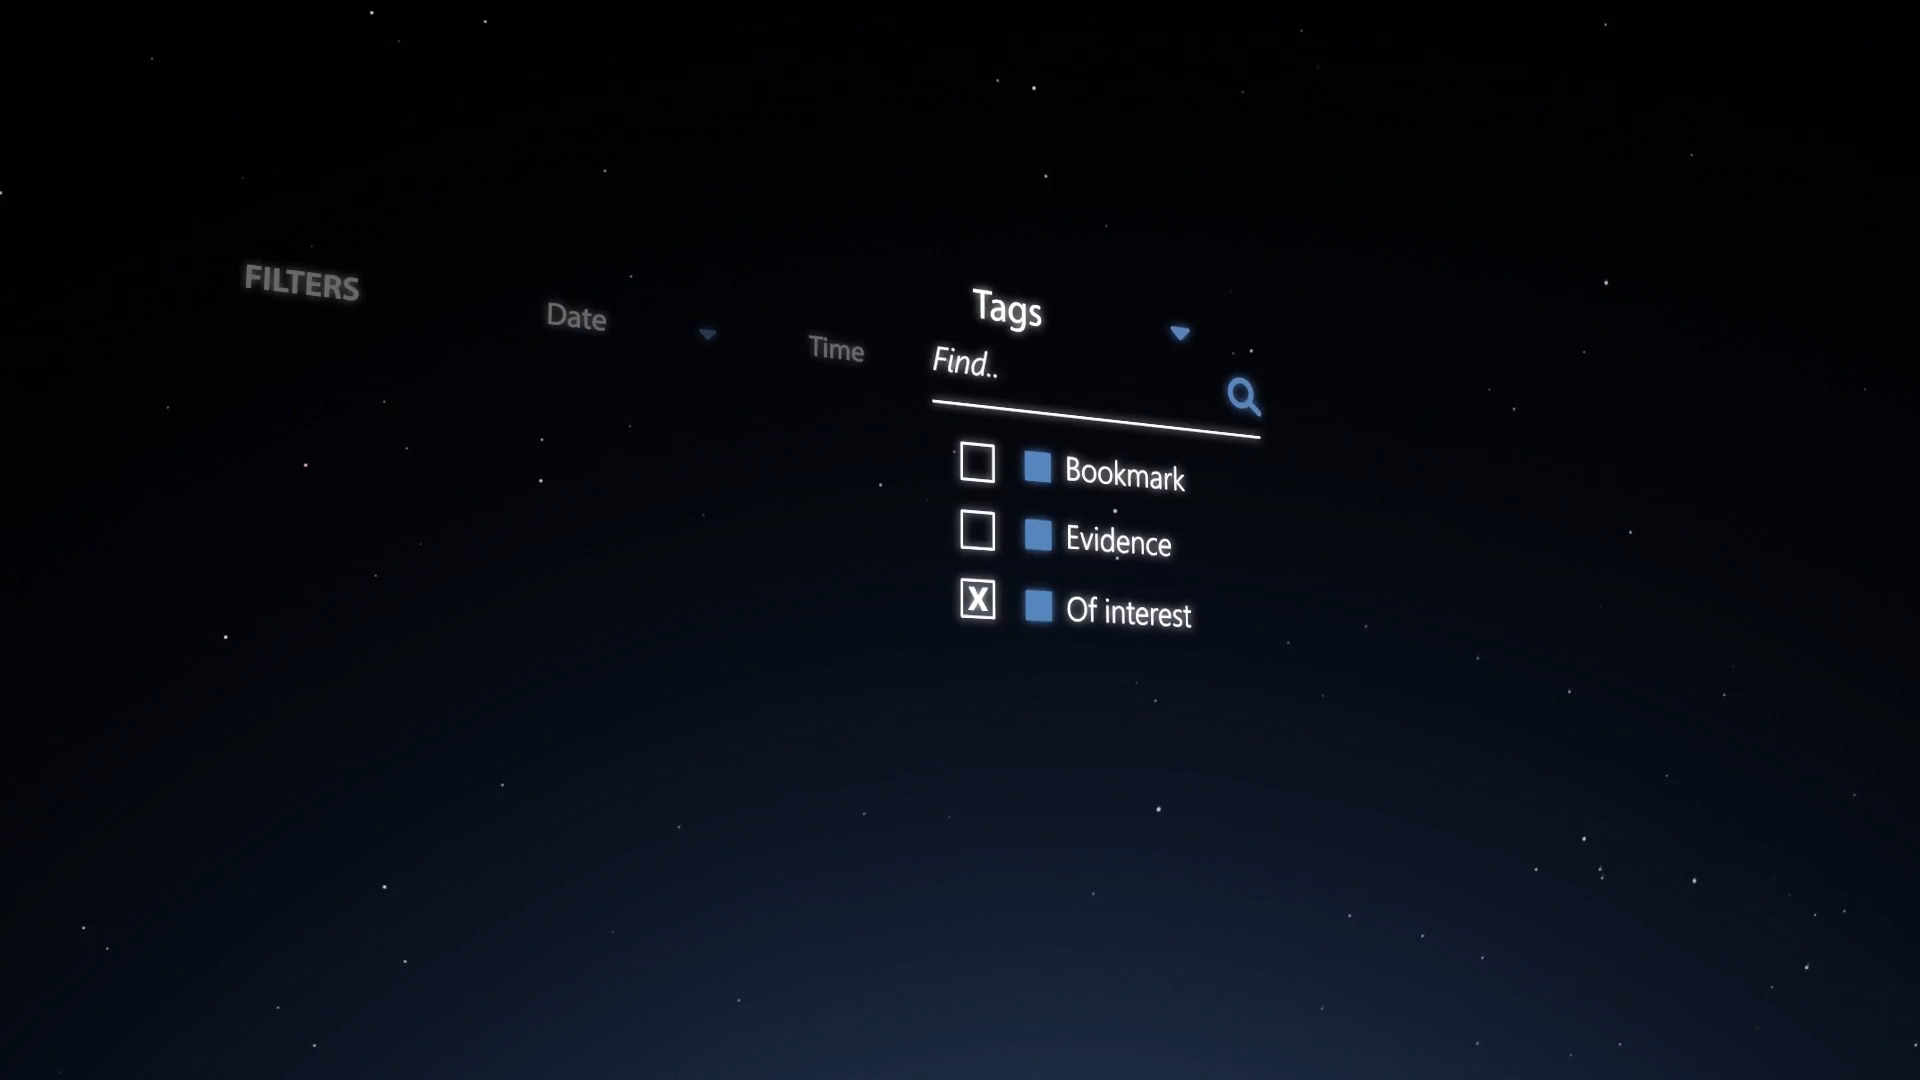 FILTERS
Date
Time
Tags
Find..
Bookmark
Evidence
X
Of interest